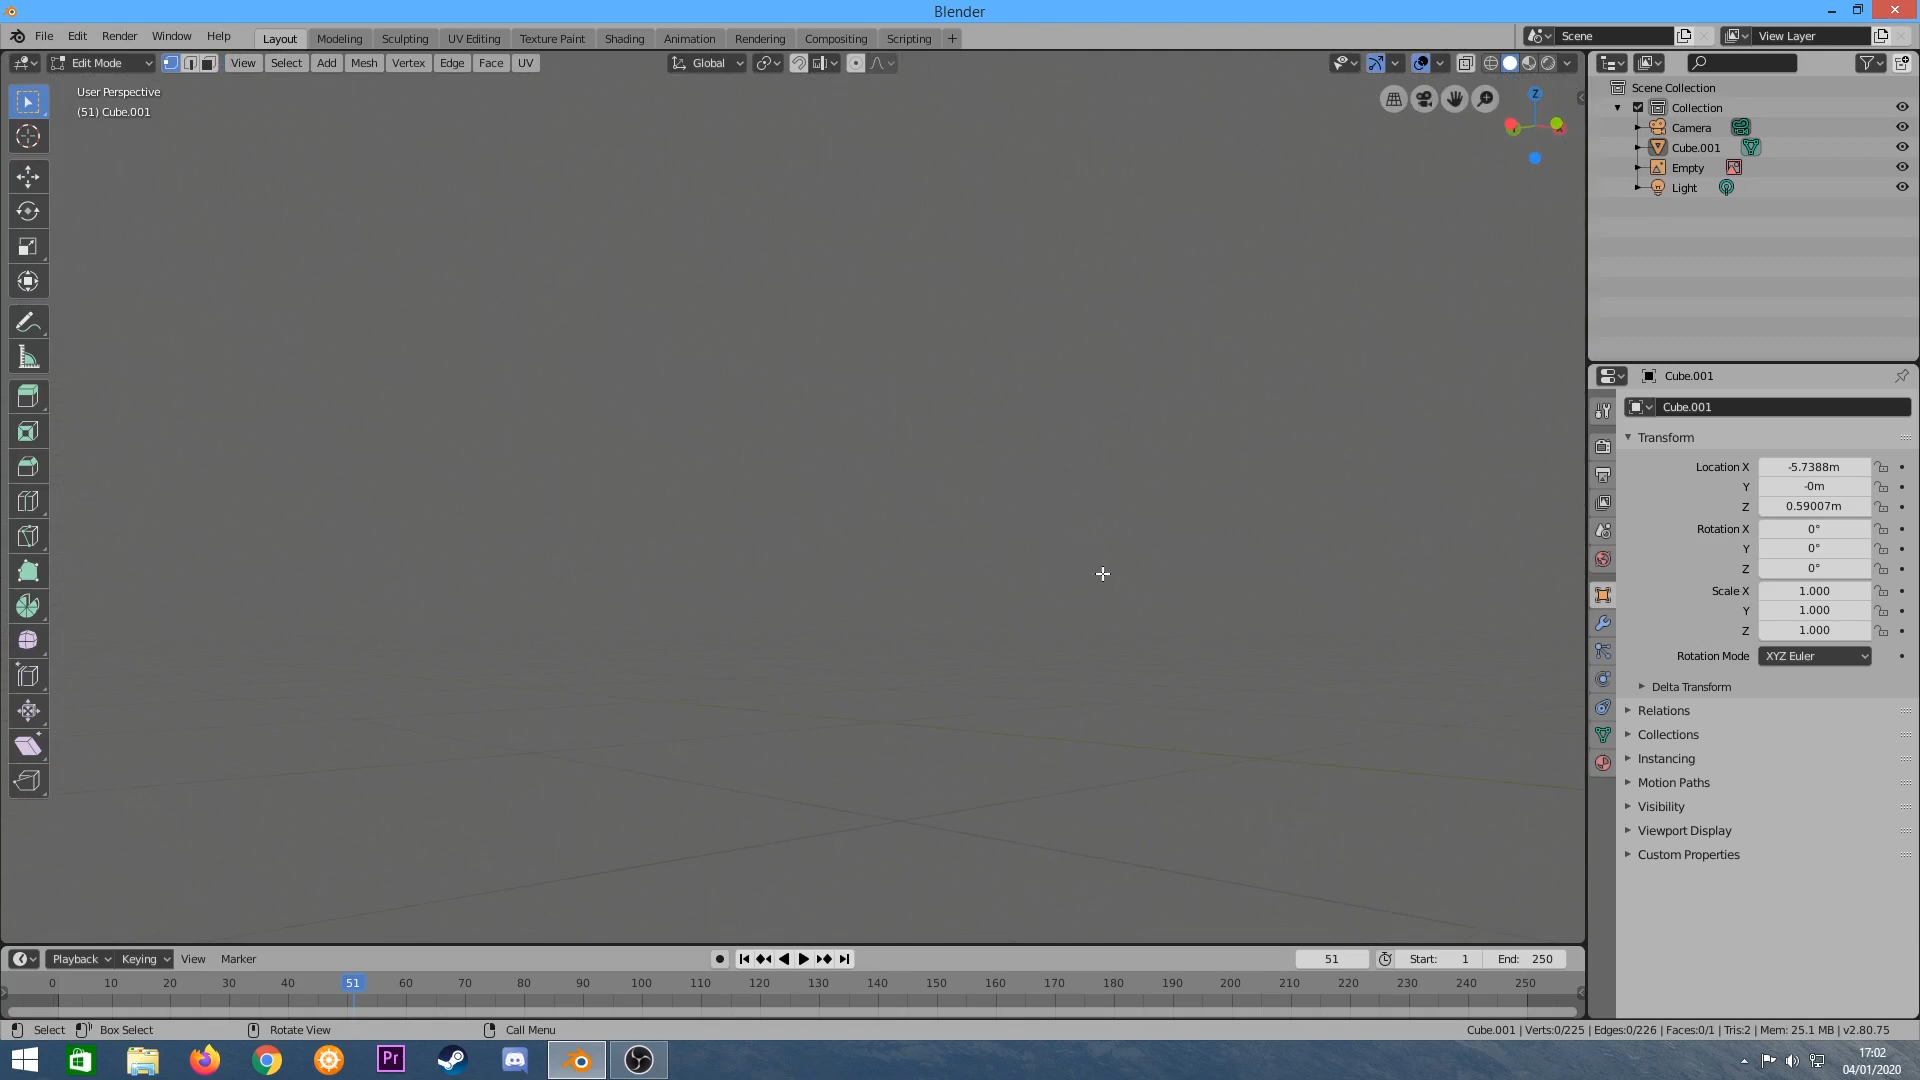 Blender
File Edit Render Window Help Layout Modeling Sculpting UV Editing Texture Paint Shading Animation Rendering Compositing Scripting + Scene View Layer
Edit Mode View Select Add Mesh Vertex Edge Face UV Global
User Perspective
(51) Cube.001
Z
Scene Collection
Collection
Camera
Cube.001
Empty
Light
Cube.001
Cube.001
Transform
Location X -5.7388m
Y -0m
Z 0.59007m
Rotation X 0°
Y 0°
Z 0°
Scale X 1.000
Y 1.000
Z 1.000
Rotation Mode XYZ Euler
Delta Transform
Relations
Collections
Instancing
Motion Paths
Visibility
Viewport Display
Custom Properties
Playback Keying View Marker 51 Start: 1 End: 250
0 10 20 30 40 51 60 70 80 90 100 110 120 130 140 150 160 170 180 190 200 210 220 230 240 250
Select Box Select Rotate View Call Menu Cube.001 | Verts:0/225 | Edges:0/226 | Faces:0/1 | Tris:2 | Mem: 25.1 MB | v2.80.75
Pr
17:02
04/01/2020